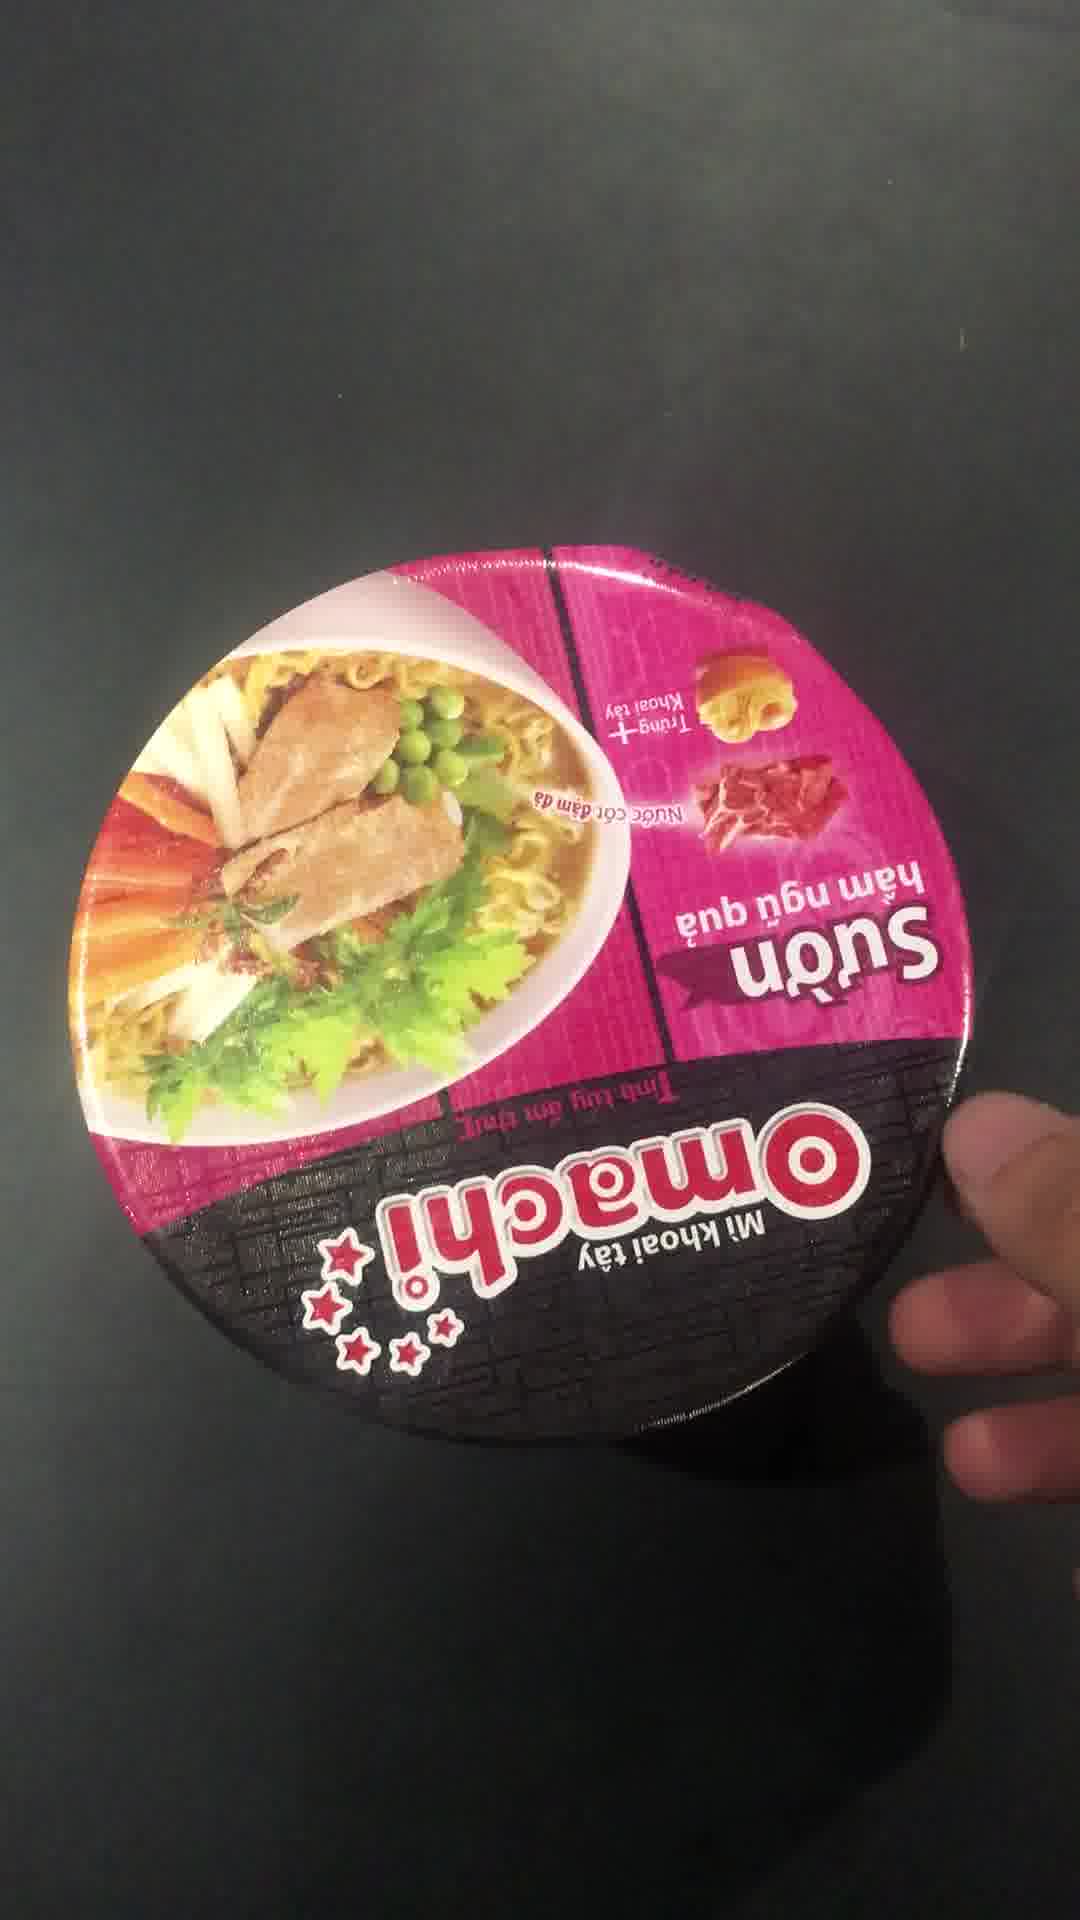 Mì khoai tây
Omachi
Tinh túy ẩm thực
Sườn
hầm ngũ quả
Nước cốt đậm đà
Trứng+
Khoai tây